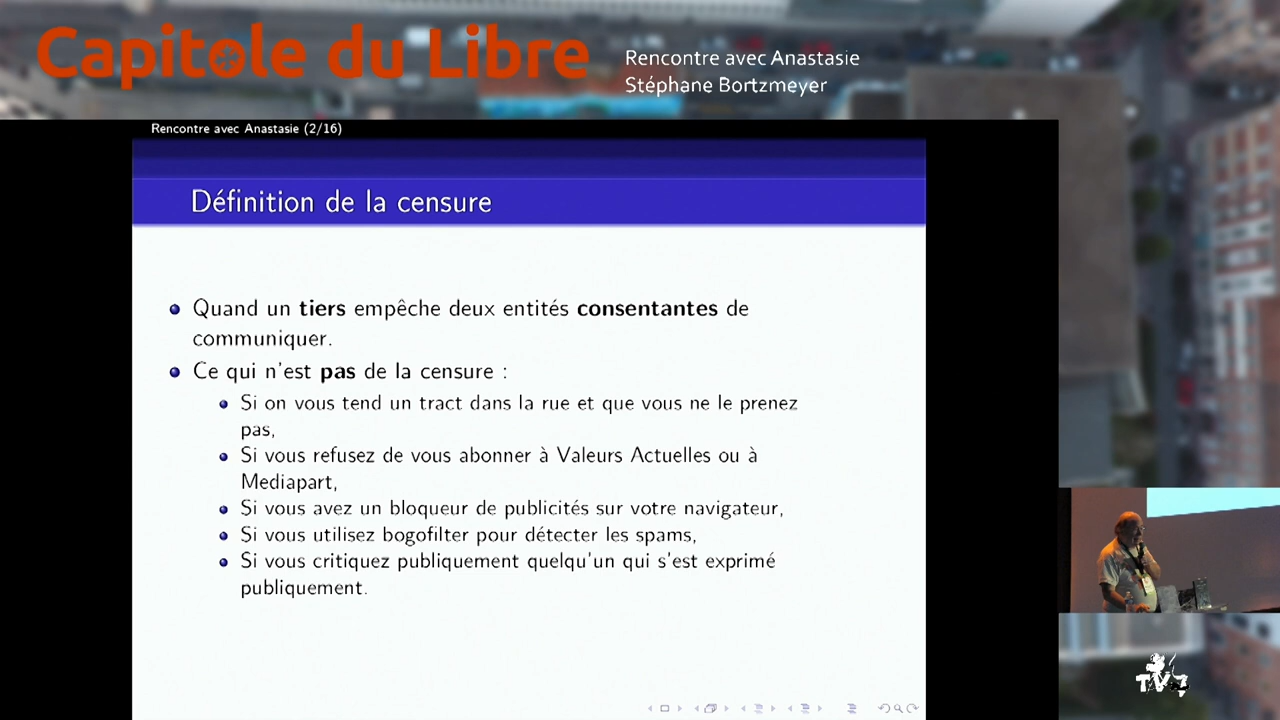 Capitole du Libre
Rencontre avec Anastasie
Stéphane Bortzmeyer
Rencontre avec Anastasie (2/16)
Définition de la censure
Quand un tiers empêche deux entités consentantes de
communiquer.
Ce qui n'est pas de la censure :
Si on vous tend un tract dans la rue et que vous ne le prenez
pas,
Si vous refusez de vous abonner à Valeurs Actuelles ou à
Mediapart,
Si vous avez un bloqueur de publicités sur votre navigateur,
Si vous utilisez bogofilter pour détecter les spams,
Si vous critiquez publiquement quelqu'un qui s'est exprimé
publiquement.
TV7